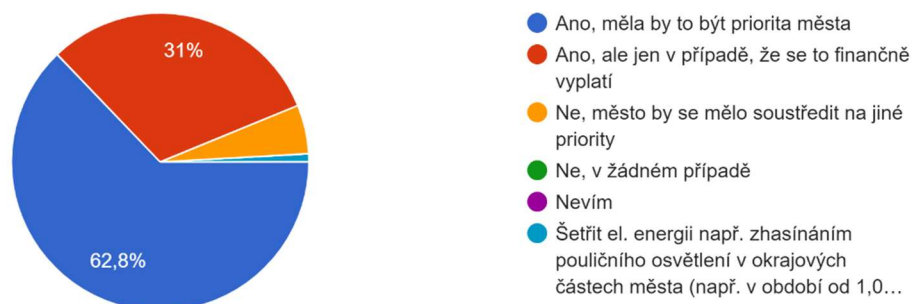 31%
62,8%
Ano, měla by to být priorita města
Ano, ale jen v případě, že se to finančně
vyplatí
Ne, město by se mělo soustředit na jiné
priority
Ne, v žádném případě
Nevím
Šetřit el. energii např. zhasínáním
pouličního osvětlení v okrajových
částech města (např. v období od 1,0…